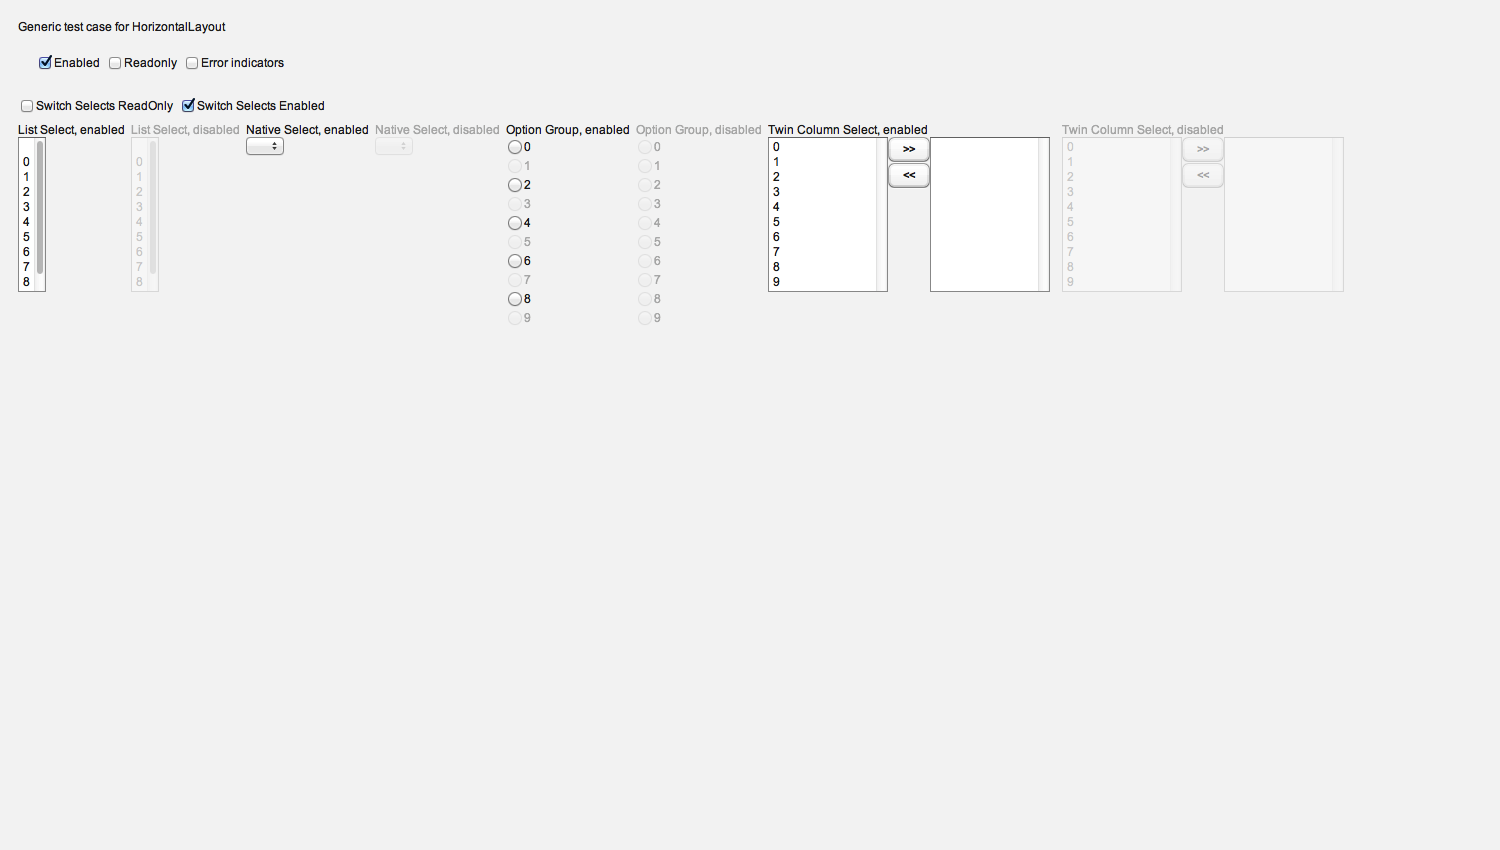 Generic test case for HorizontalLayout
Enabled Readonly Error indicators
Switch Selects ReadOnly Switch Selects Enabled
List Select, enabled List Select, disabled Native Select, enabled Native Select, disabled Option Group, enabled Option Group, disabled Twin Column Select, enabled Twin Column Select, disabled
0 0 0 >> 0 >>
0 0 1 1 1 1
1 1 2 2 2 << 2 <<
2 2 3 3 3 3
3 3 4 4 4 4
4 4 5 5 5 5
5 5 6 6 6 6
6 6 7 7 7 7
7 7 8 8 8 8
8 8 9 9 9 9